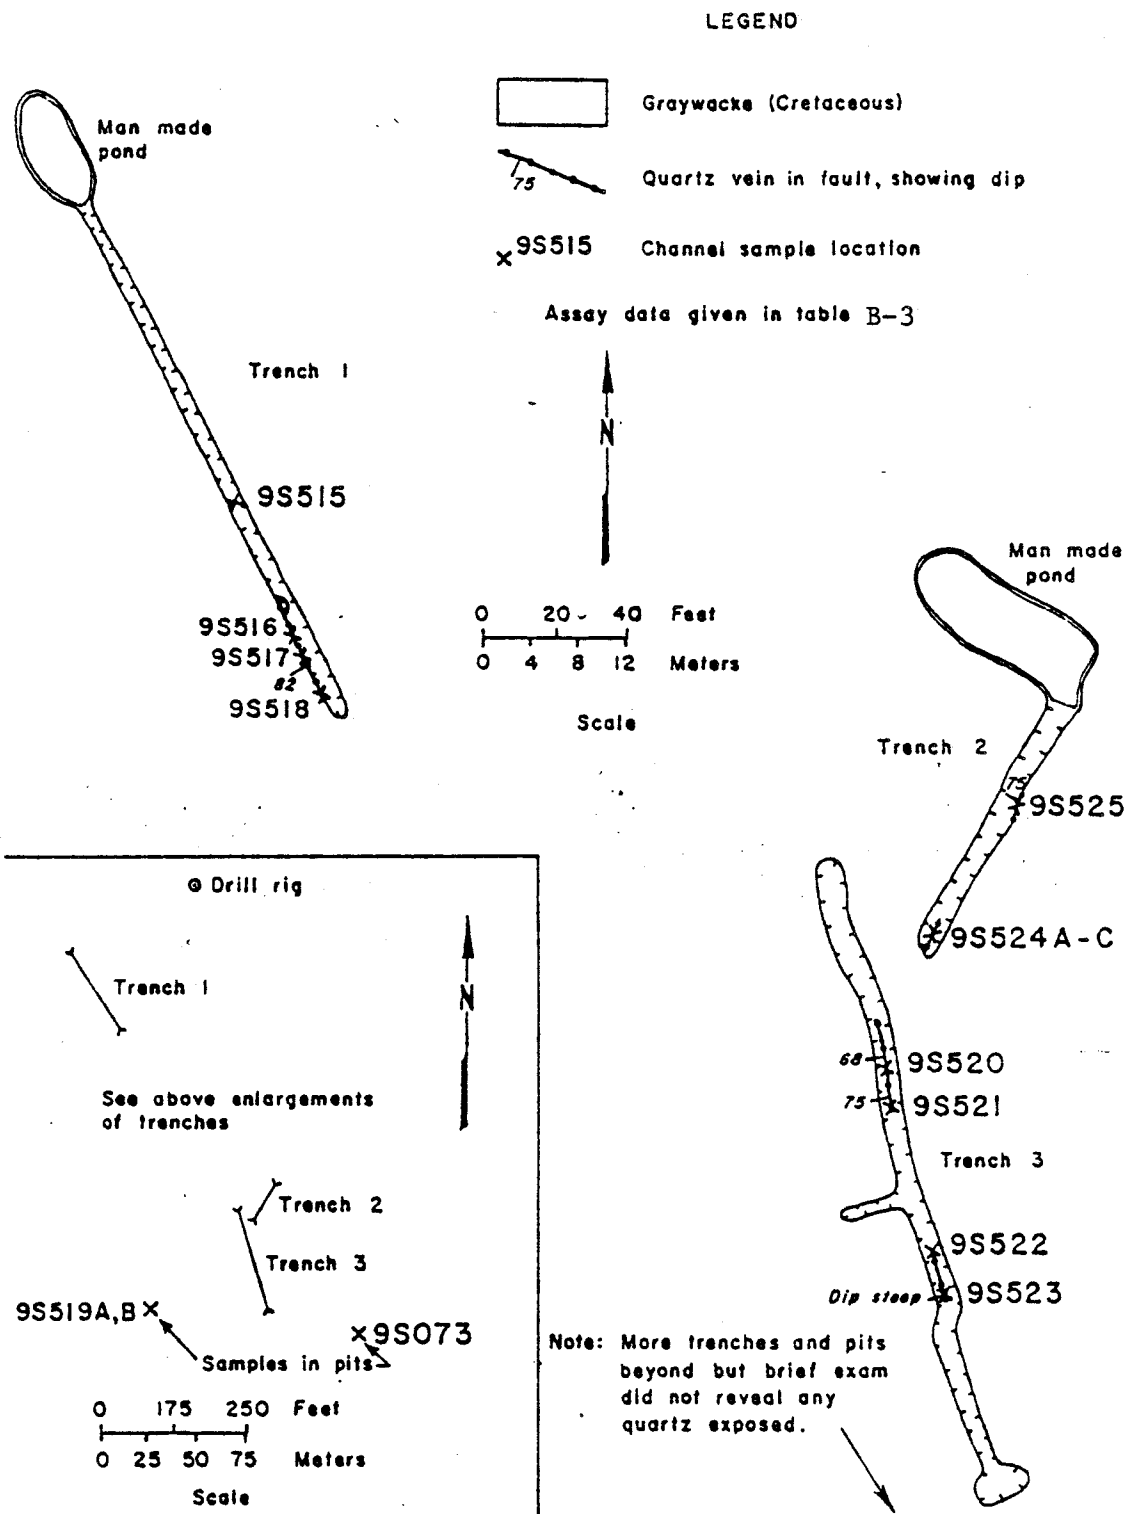 LEGEND
Graywacke (Cretaceous)
75
Quartz vein in fault, showing dip
9S515
Channel sample location
Assay data given in table B-3
N
0 20 40 Feet
0 4 8 12 Meters
Scale
Man made
pond
Trench 1
9S515
9S516
9S517
82
9S518
Man made
pond
Trench 2
75
9S525
9S524 A-C
68
9S520
75
9S521
Trench 3
9S522
Dip steep
9S523
Note: More trenches and pits
beyond but brief exam
did not reveal any
quartz exposed.
Drill rig
Trench 1
N
See above enlargements
of trenches
Trench 2
Trench 3
9S519A,B
9S073
Samples in pits
0 175 250 Feet
0 25 50 75 Meters
Scale